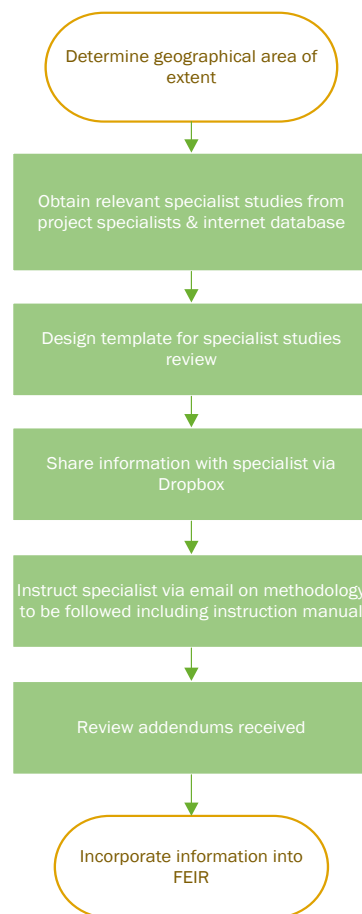 Determine geographical area of
extent
Obtain relevant specialist studies from
project specialists & internet database
Design template for specialist studies
review
Share information with specialist via
Dropbox
Instruct specialist via email on methodology
to be followed including instruction manual
Review addendums received
Incorporate information into
FEIR